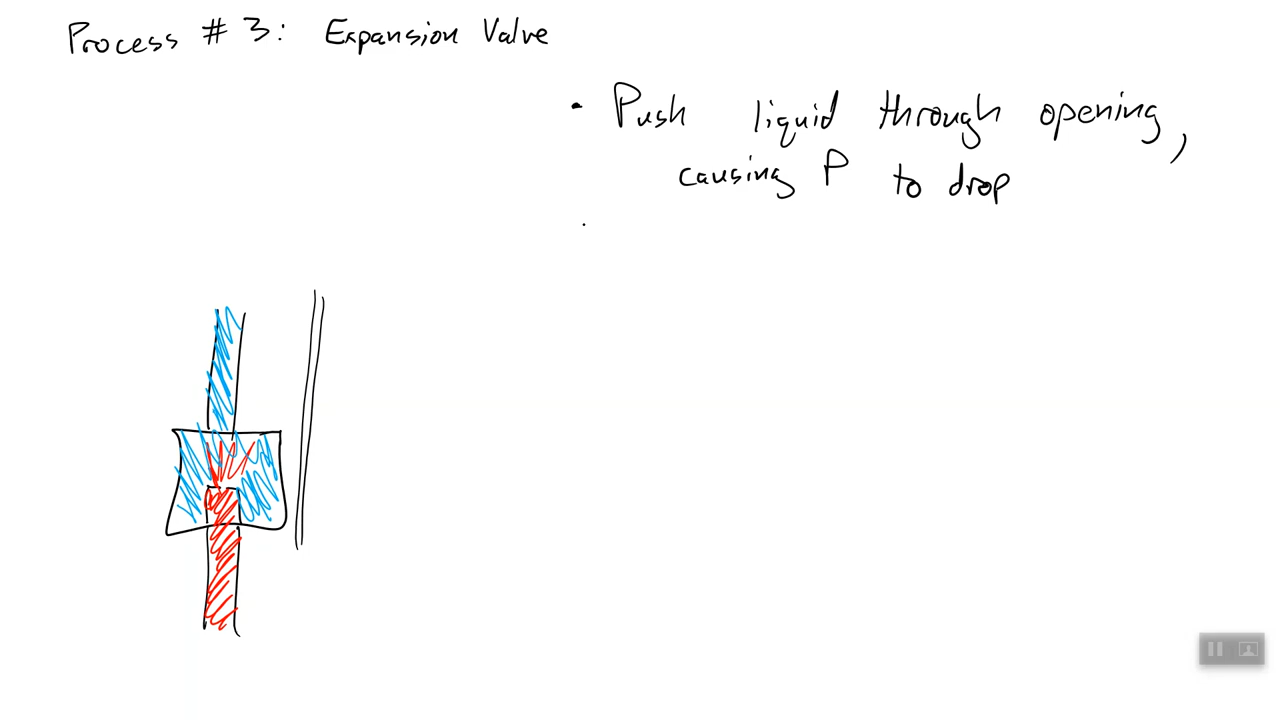 Process # 3: Expansion Valve
• Push liquid through opening,
causing P to drop